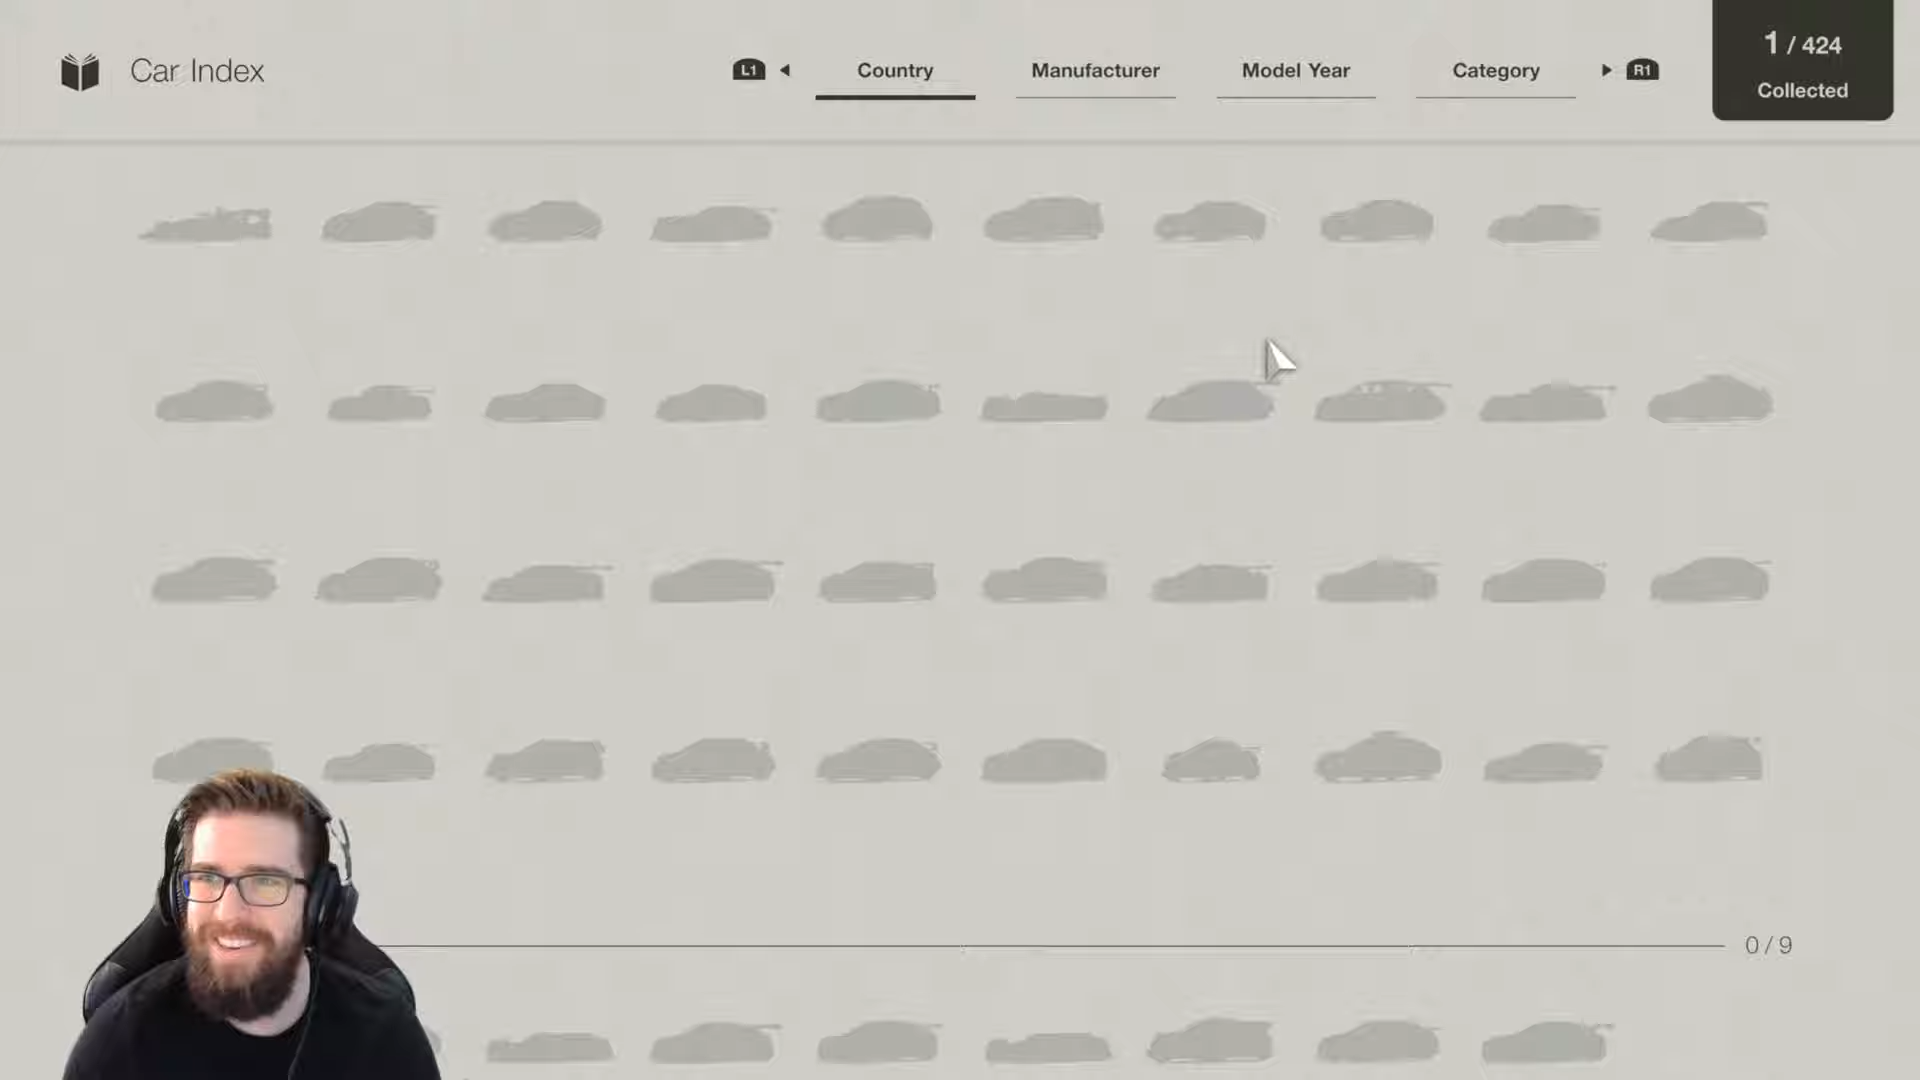 Car Index
L1
Country
Manufacturer
Model Year
Category
R1
1 / 424
Collected
0 / 9